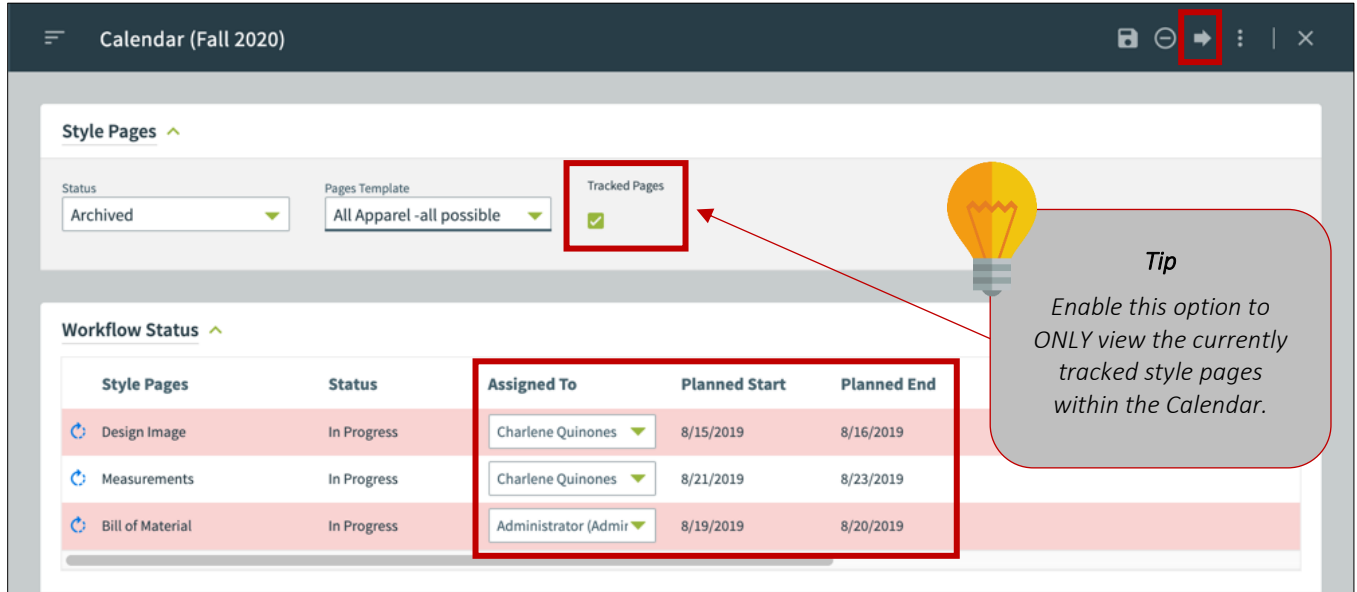 Calendar (Fall 2020)
Style Pages
Status
Pages Template
Tracked Pages
Archived
All Apparel -all possible
Tip
Enable this option to
ONLY view the currently
tracked style pages
within the Calendar.
Workflow Status
Style Pages Status Assigned To Planned Start Planned End
Design Image In Progress Charlene Quinones 8/15/2019 8/16/2019
Measurements In Progress Charlene Quinones 8/21/2019 8/23/2019
Bill of Material In Progress Administrator (Admir 8/19/2019 8/20/2019